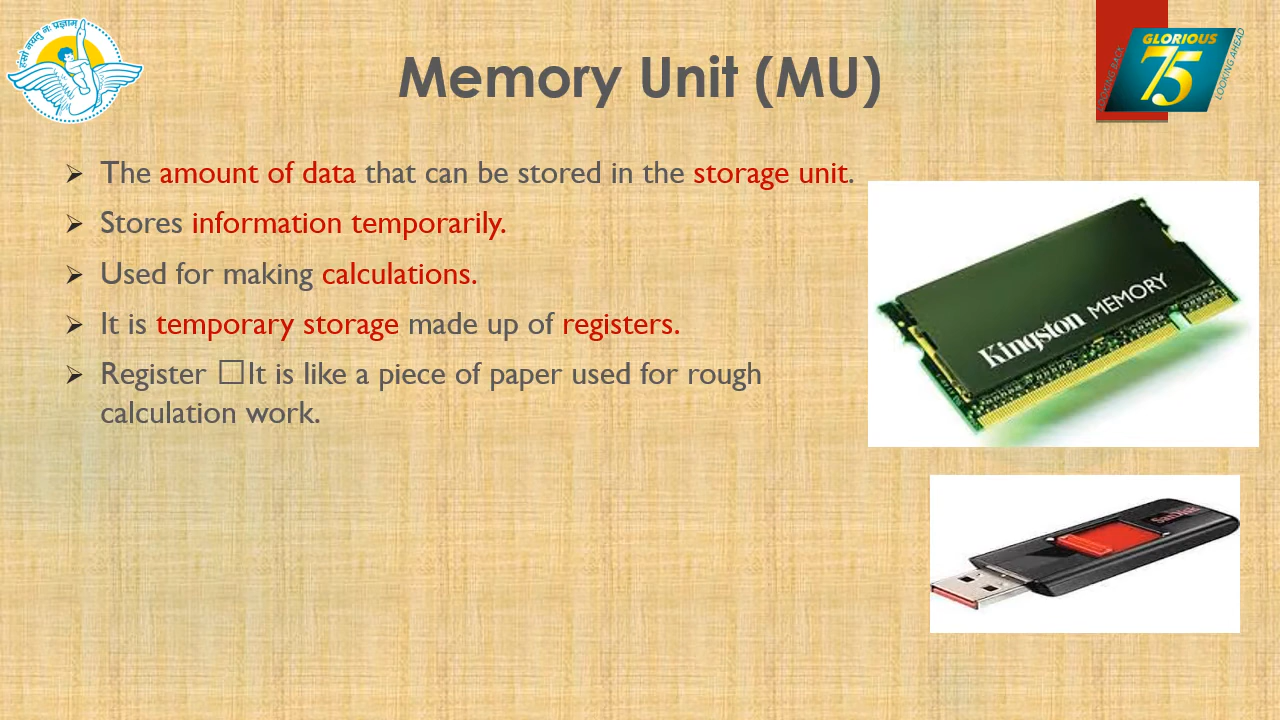 हंसो नयतु नः प्रज्ञाम्
Memory Unit (MU)
GLORIOUS
75
LOOKING BACK
LOOKING AHEAD
➢ The amount of data that can be stored in the storage unit.
➢ Stores information temporarily.
➢ Used for making calculations.
➢ It is temporary storage made up of registers.
➢ Register □It is like a piece of paper used for rough
calculation work.
Kingston MEMORY
SanDisk